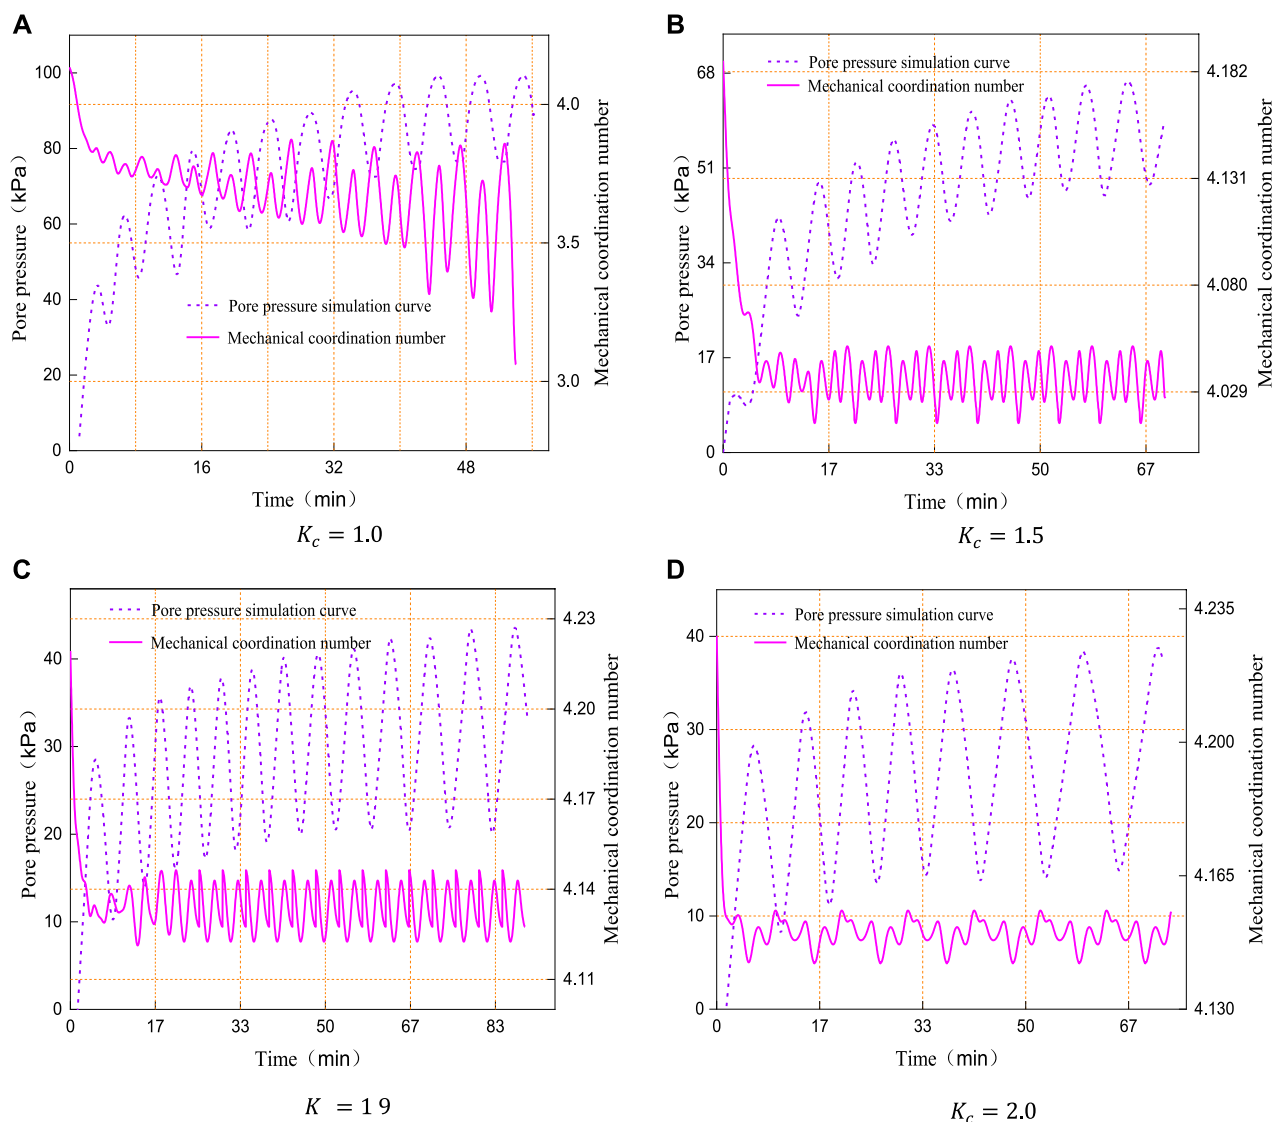 A
100
80
60
40
20
0
0
16
32
48
4.0
3.5
3.0
Pore pressure（kPa）
Mechanical coordination number
Pore pressure simulation curve
Mechanical coordination number
Time（min）
K_c = 1.0
B
68
51
34
17
0
0
17
33
50
67
4.182
4.131
4.080
4.029
Pore pressure（kPa）
Mechanical coordination number
Pore pressure simulation curve
Mechanical coordination number
Time（min）
K_c = 1.5
C
40
30
20
10
0
0
17
33
50
67
83
4.23
4.20
4.17
4.14
4.11
Pore pressure（kPa）
Mechanical coordination number
Pore pressure simulation curve
Mechanical coordination number
Time（min）
K = 1 9
D
40
30
20
10
0
0
17
33
50
67
4.235
4.200
4.165
4.130
Pore pressure（kPa）
Mechanical coordination number
Pore pressure simulation curve
Mechanical coordination number
Time（min）
K_c = 2.0